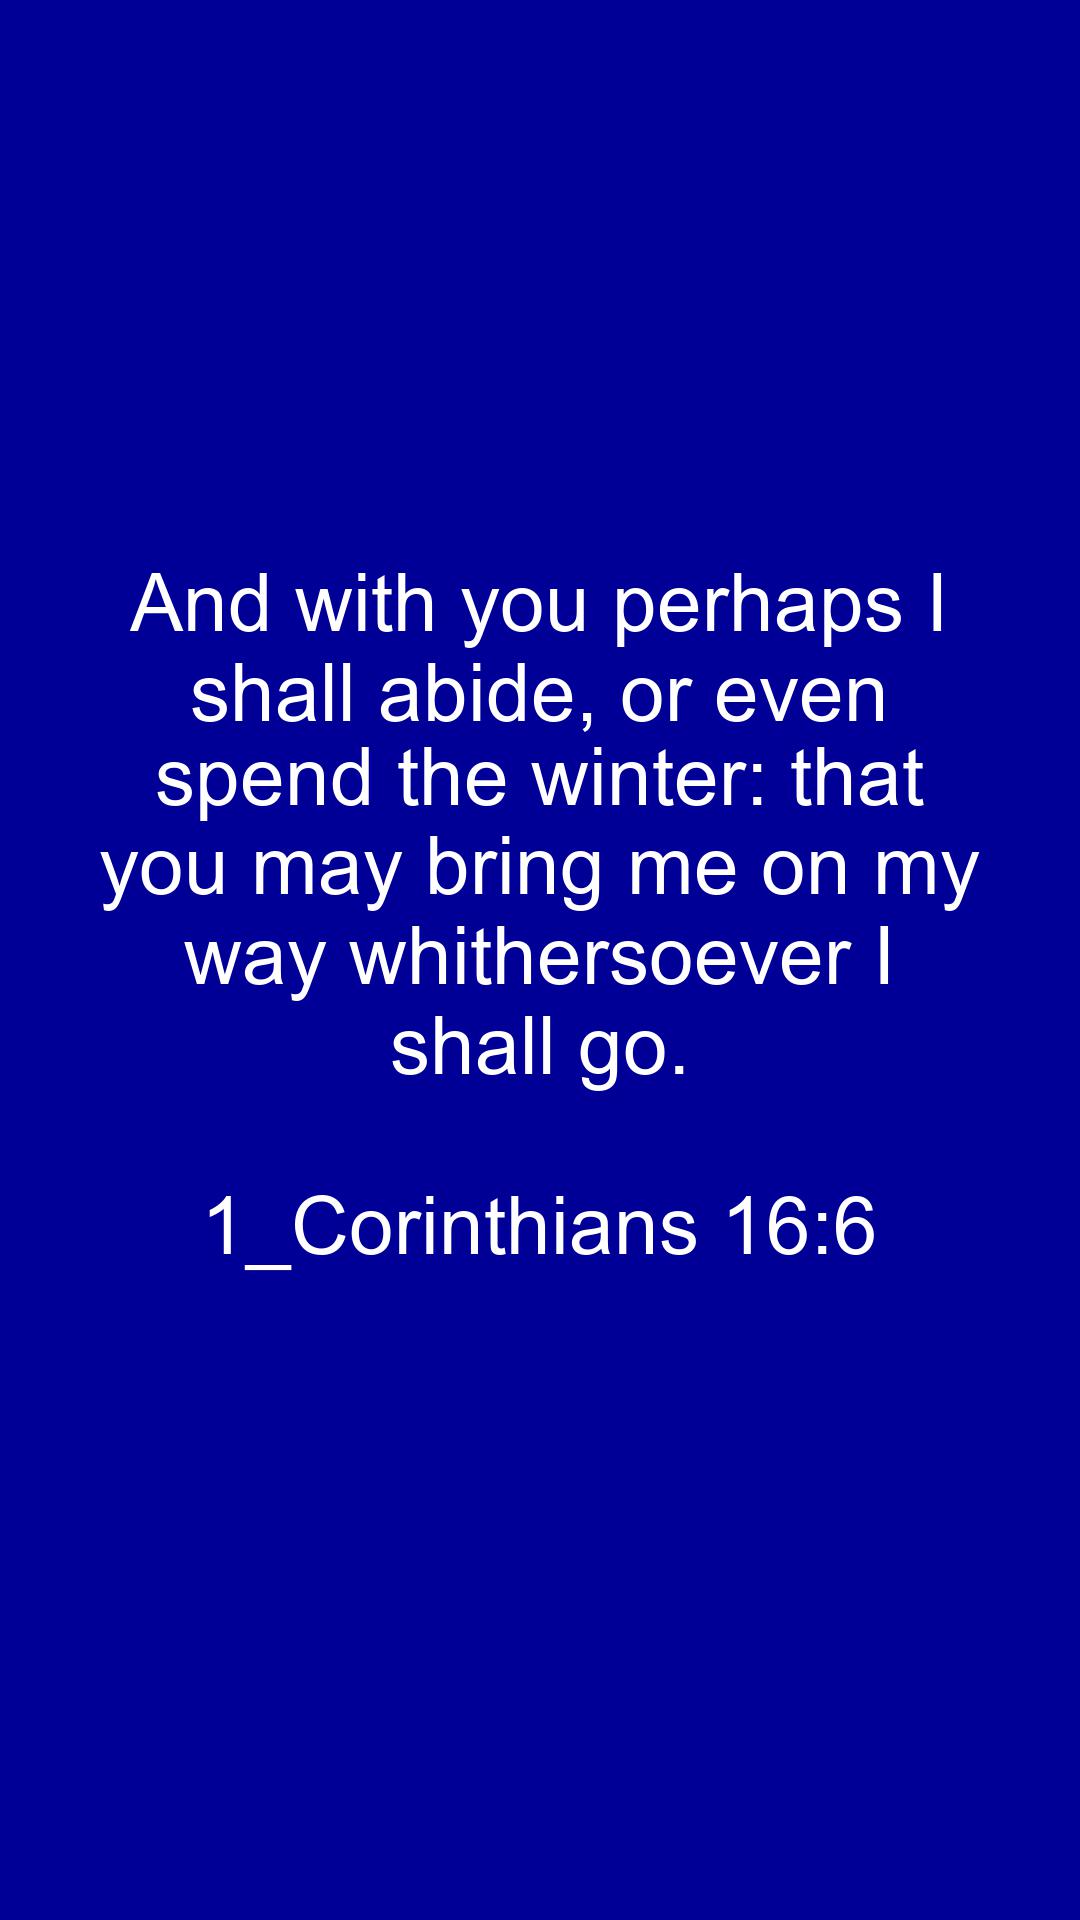 And with you perhaps I
shall abide, or even
spend the winter: that
you may bring me on my
way whithersoever I
shall go.
1_Corinthians 16:6